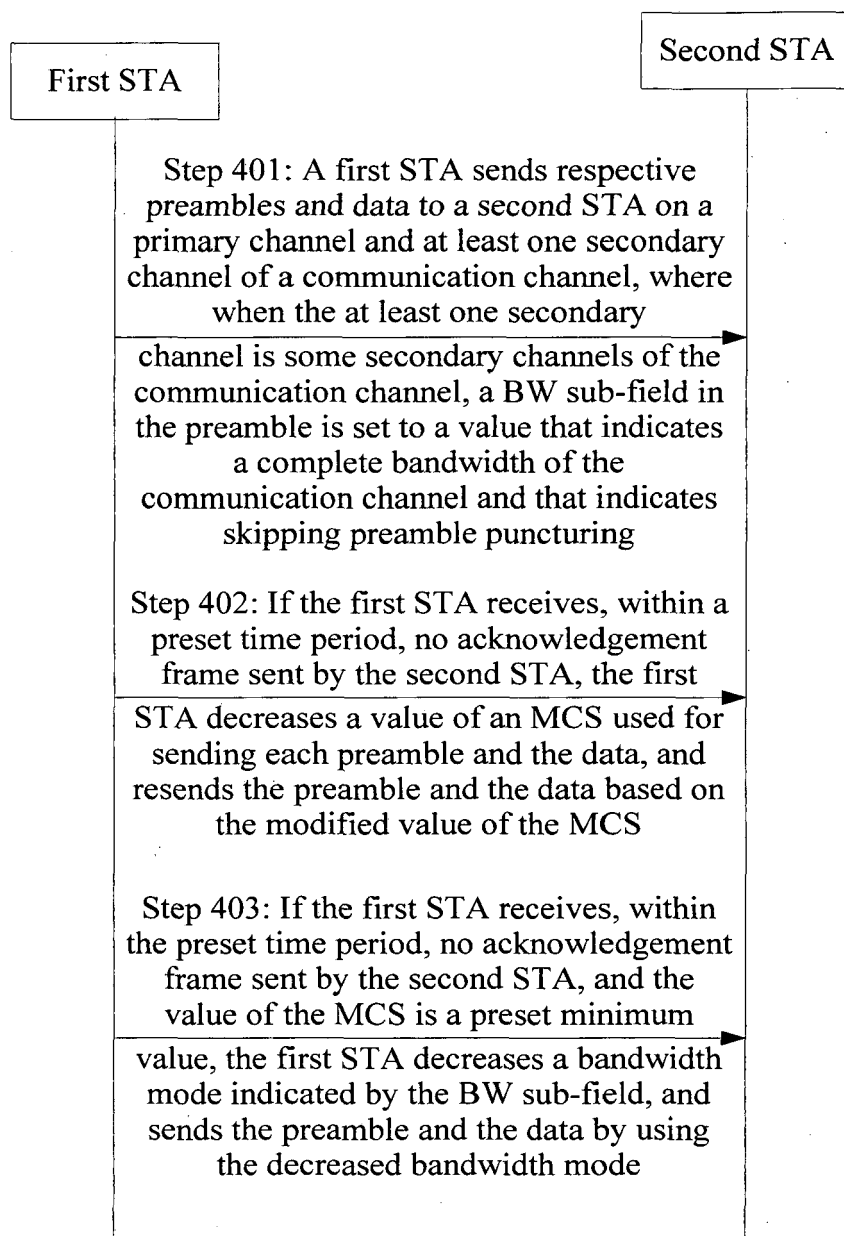 First STA
Second STA
Step 401: A first STA sends respective
preambles and data to a second STA on a
primary channel and at least one secondary
channel of a communication channel, where
when the at least one secondary
channel is some secondary channels of the
communication channel, a BW sub-field in
the preamble is set to a value that indicates
a complete bandwidth of the
communication channel and that indicates
skipping preamble puncturing
Step 402: If the first STA receives, within a
preset time period, no acknowledgement
frame sent by the second STA, the first
STA decreases a value of an MCS used for
sending each preamble and the data, and
resends the preamble and the data based on
the modified value of the MCS
Step 403: If the first STA receives, within
the preset time period, no acknowledgement
frame sent by the second STA, and the
value of the MCS is a preset minimum
value, the first STA decreases a bandwidth
mode indicated by the BW sub-field, and
sends the preamble and the data by using
the decreased bandwidth mode